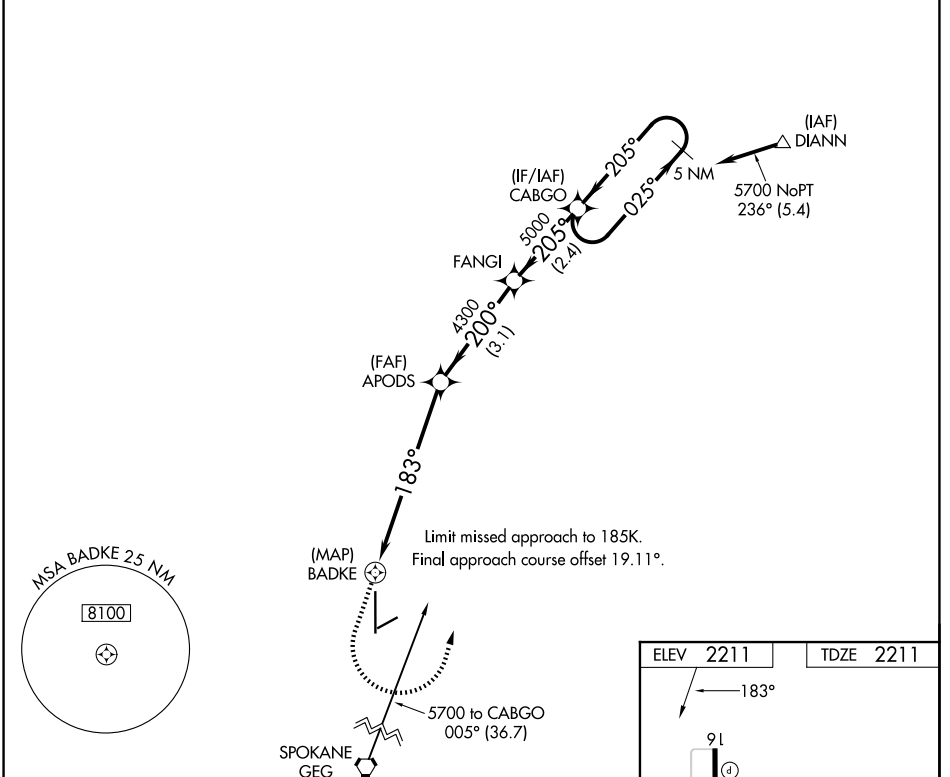 (IAF)
DIANN
205°
5 NM
5700 NoPT
236° (5.4)
(IF/IAF)
CABGO
025°
5000
205°
(2.4)
FANGI
4300
200°
(3.1)
(FAF)
APODS
183°
Limit missed approach to 185K.
Final approach course offset 19.11°.
(MAP)
BADKE
MSA BADKE 25 NM
8100
5700 to CABGO
005° (36.7)
SPOKANE
GEG
ELEV 2211
TDZE 2211
183°
16
P